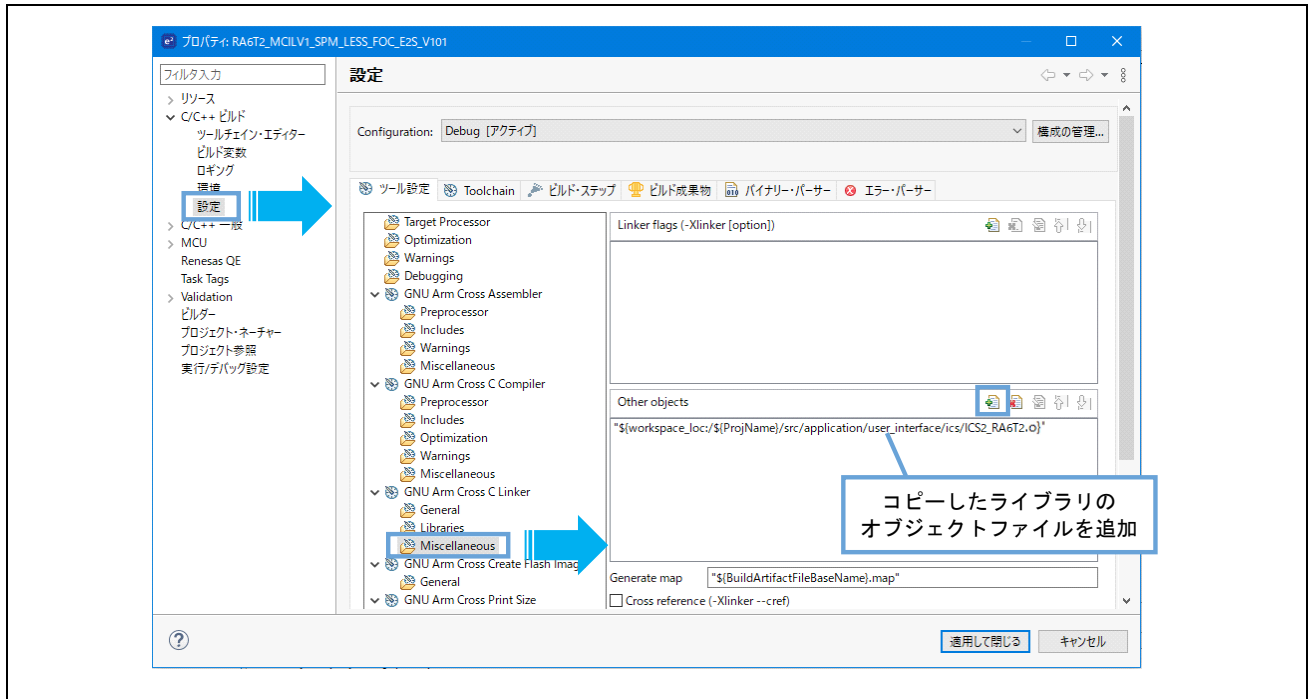 e² プロパティ: RA6T2_MCILV1_SPM_LESS_FOC_E2S_V101
フィルタ入力
リソース
C/C++ ビルド
ツールチェイン・エディター
ビルド変数
ロギング
環境
設定
C/C++ 一般
MCU
Renesas QE
Task Tags
Validation
ビルダー
プロジェクト・ネーチャー
プロジェクト参照
実行/デバッグ設定
設定
Configuration: Debug [アクティブ] 構成の管理...
ツール設定 Toolchain ビルド・ステップ ビルド成果物 バイナリー・パーサー エラー・パーサー
Target Processor
Optimization
Warnings
Debugging
GNU Arm Cross Assembler
Preprocessor
Includes
Warnings
Miscellaneous
GNU Arm Cross C Compiler
Preprocessor
Includes
Optimization
Warnings
Miscellaneous
GNU Arm Cross C Linker
General
Libraries
Miscellaneous
GNU Arm Cross Create Flash Imag
General
GNU Arm Cross Print Size
Linker flags (-Xlinker [option])
Other objects
"${workspace_loc:/${ProjName}/src/application/user_interface/ics/ICS2_RA6T2.o}"
コピーしたライブラリの
オブジェクトファイルを追加
Generate map "${BuildArtifactFileBaseName}.map"
Cross reference (-Xlinker --cref)
適用して閉じる キャンセル